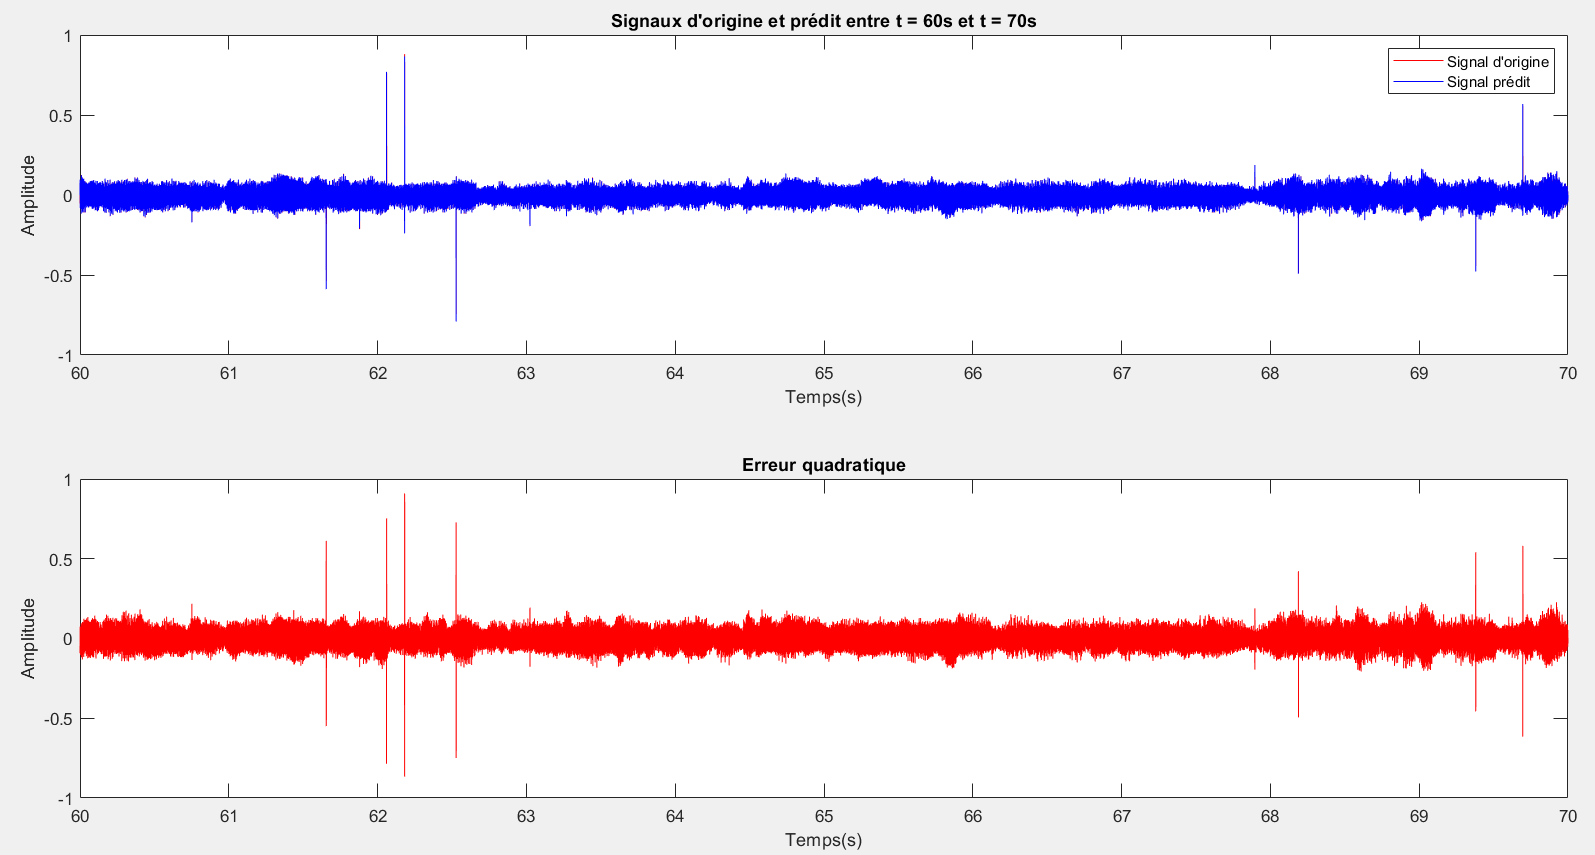 Signaux d'origine et prédit entre t = 60s et t = 70s
1
0.5
0
-0.5
-1
Amplitude
Signal d'origine
Signal prédit
60 61 62 63 64 65 66 67 68 69 70
Temps(s)
Erreur quadratique
1
0.5
0
-0.5
-1
Amplitude
60 61 62 63 64 65 66 67 68 69 70
Temps(s)